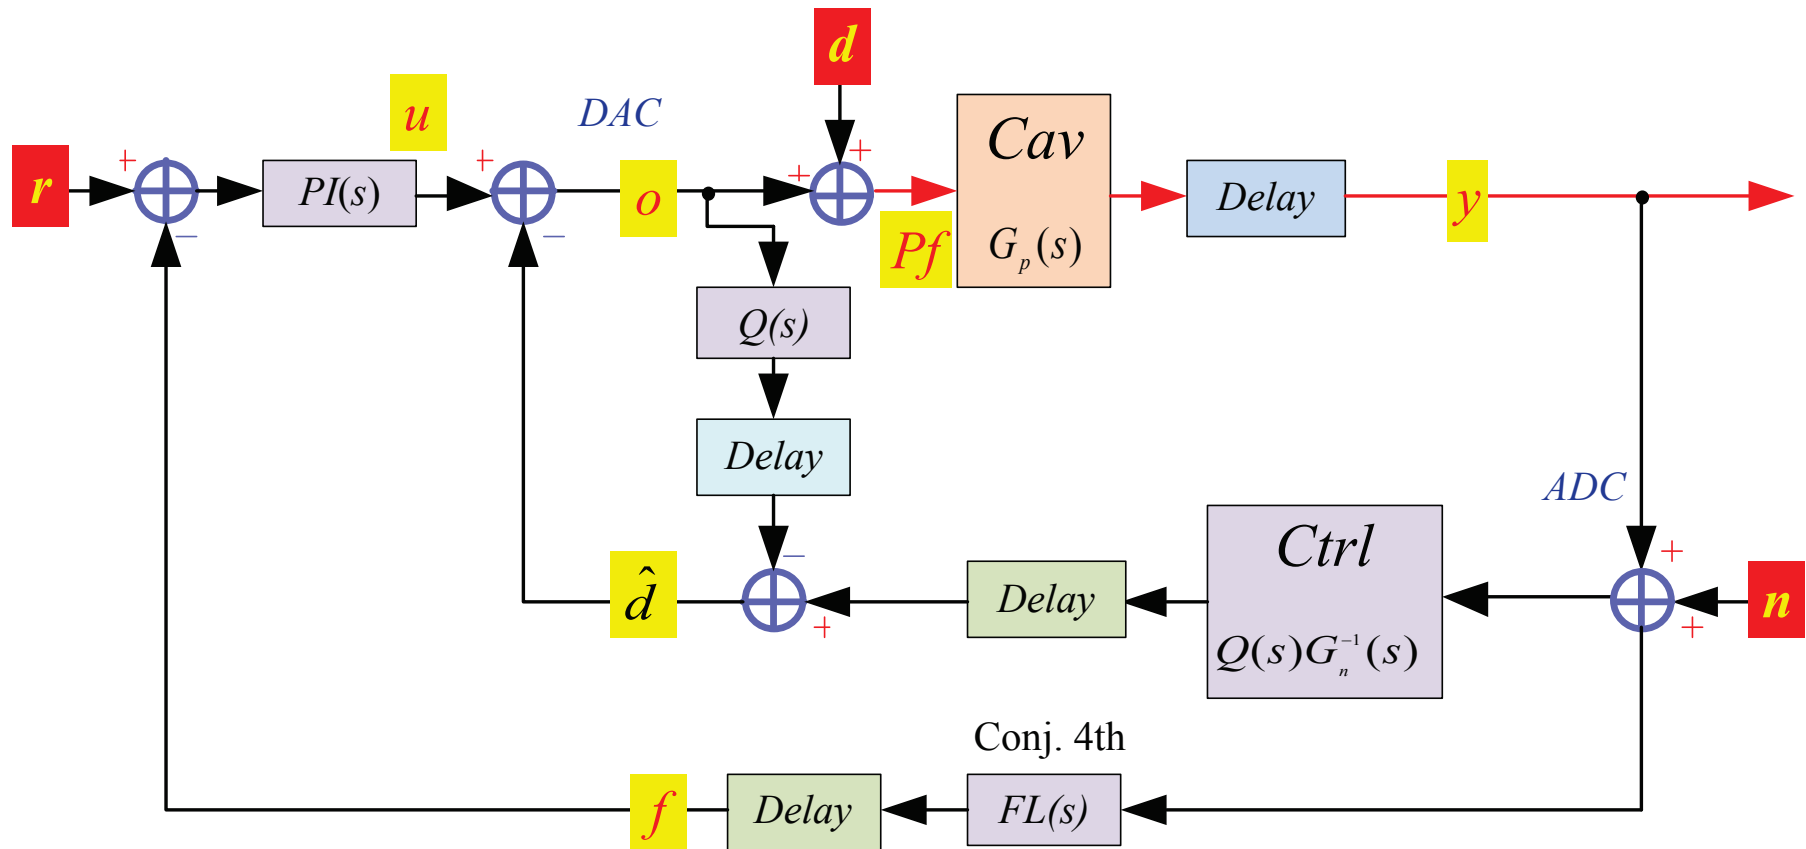 d
u
DAC
+
+
+
+
r
PI(s)
o
Cav
G_p(s)
Delay
y
−
−
Pf
Q(s)
Delay
ADC
−
+
Ctrl
Q(s)G_n^{-1}(s)
d̂
+
Delay
n
+
Conj. 4th
f
Delay
FL(s)